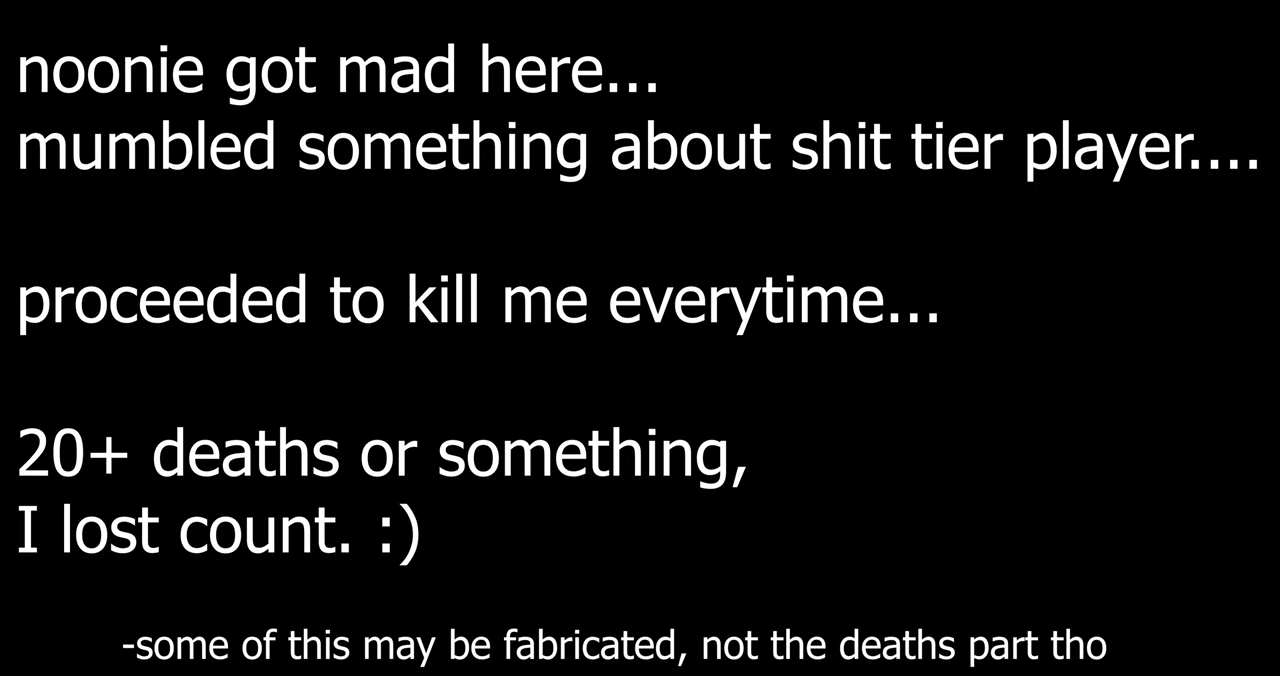 noonie got mad here...
mumbled something about shit tier player....
proceeded to kill me everytime...
20+ deaths or something,
I lost count. :)
-some of this may be fabricated, not the deaths part tho